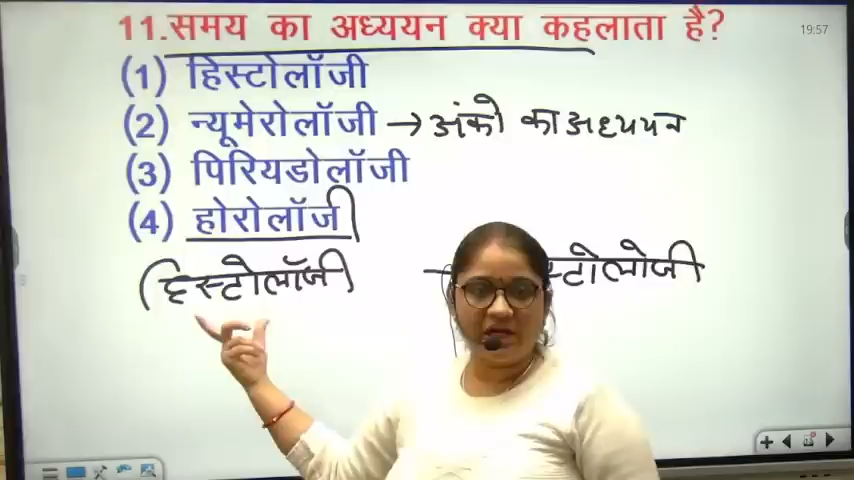 19:57
11.समय का अध्ययन क्या कहलाता है?
(1) हिस्टोलॉजी
(2) न्यूमेरोलॉजी → अंको का अध्ययन
(3) पिरियडोलॉजी
(4) होरोलॉजी
हिस्टोलॉजी